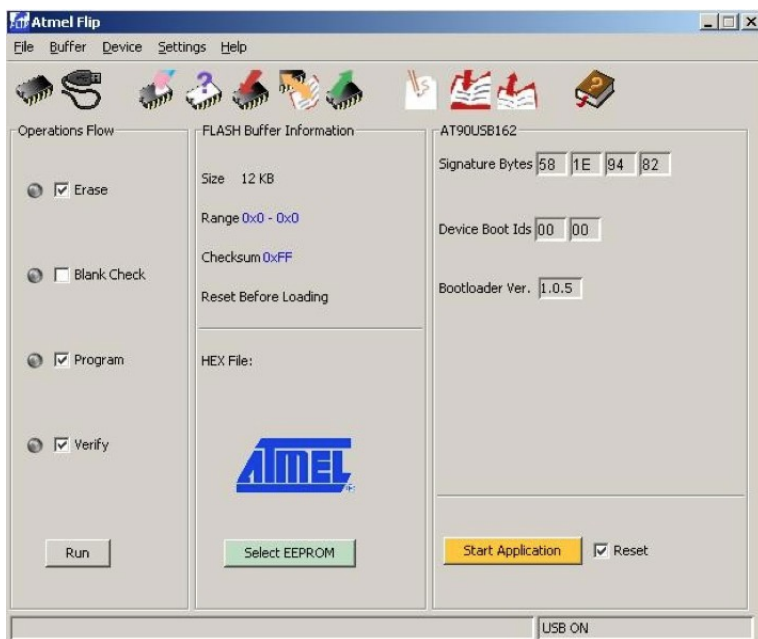 Atmel Flip
File Buffer Device Settings Help
Operations Flow
Erase
Blank Check
Program
Verify
Run
FLASH Buffer Information
Size 12 KB
Range 0x0 - 0x0
Checksum 0xFF
Reset Before Loading
HEX File:
ATMEL
Select EEPROM
AT90USB162
Signature Bytes 58 1E 94 82
Device Boot Ids 00 00
Bootloader Ver. 1.0.5
Start Application Reset
USB ON